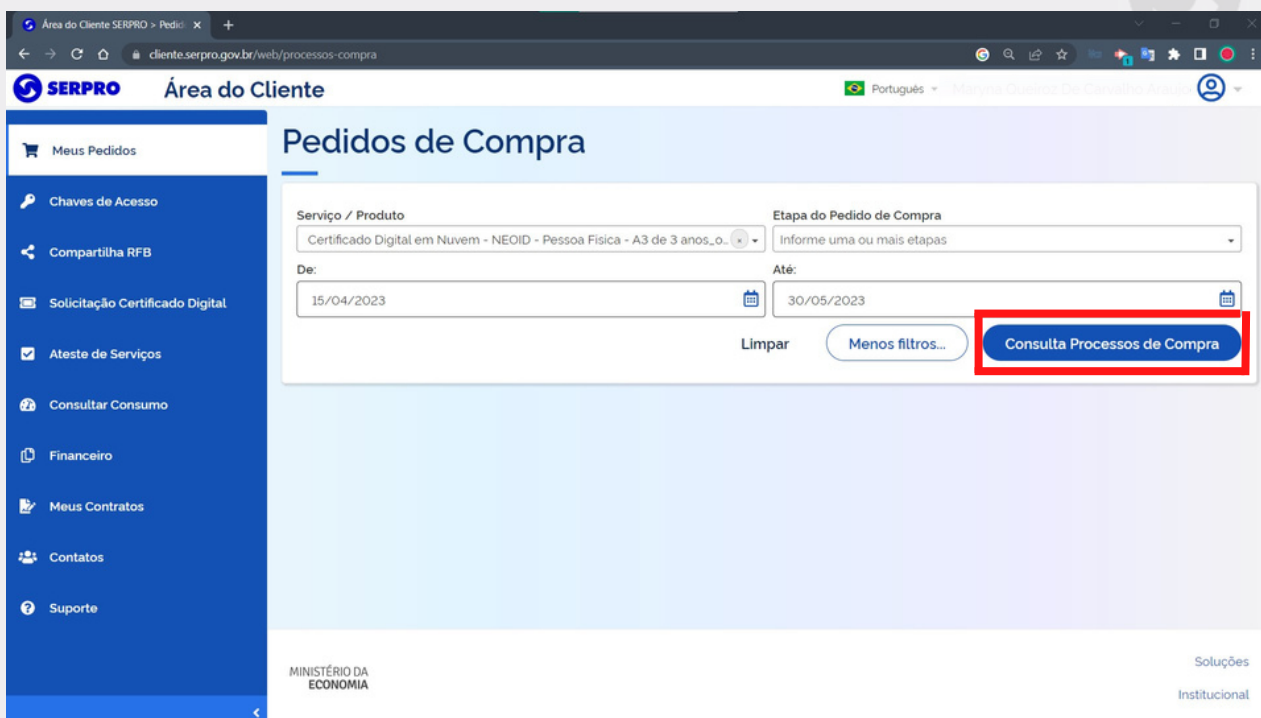 Área do Cliente SERPRO > Pedid
cliente.serpro.gov.br/web/processos-compra
SERPRO Área do Cliente
Português
Meus Pedidos
Chaves de Acesso
Compartilha RFB
Solicitação Certificado Digital
Ateste de Serviços
Consultar Consumo
Financeiro
Meus Contratos
Contatos
Suporte
Pedidos de Compra
Serviço / Produto
Certificado Digital em Nuvem - NEOID - Pessoa Fisica - A3 de 3 anos_o...
Etapa do Pedido de Compra
Informe uma ou mais etapas
De:
15/04/2023
Até:
30/05/2023
Limpar
Menos filtros...
Consulta Processos de Compra
MINISTÉRIO DA
ECONOMIA
Soluções
Institucional